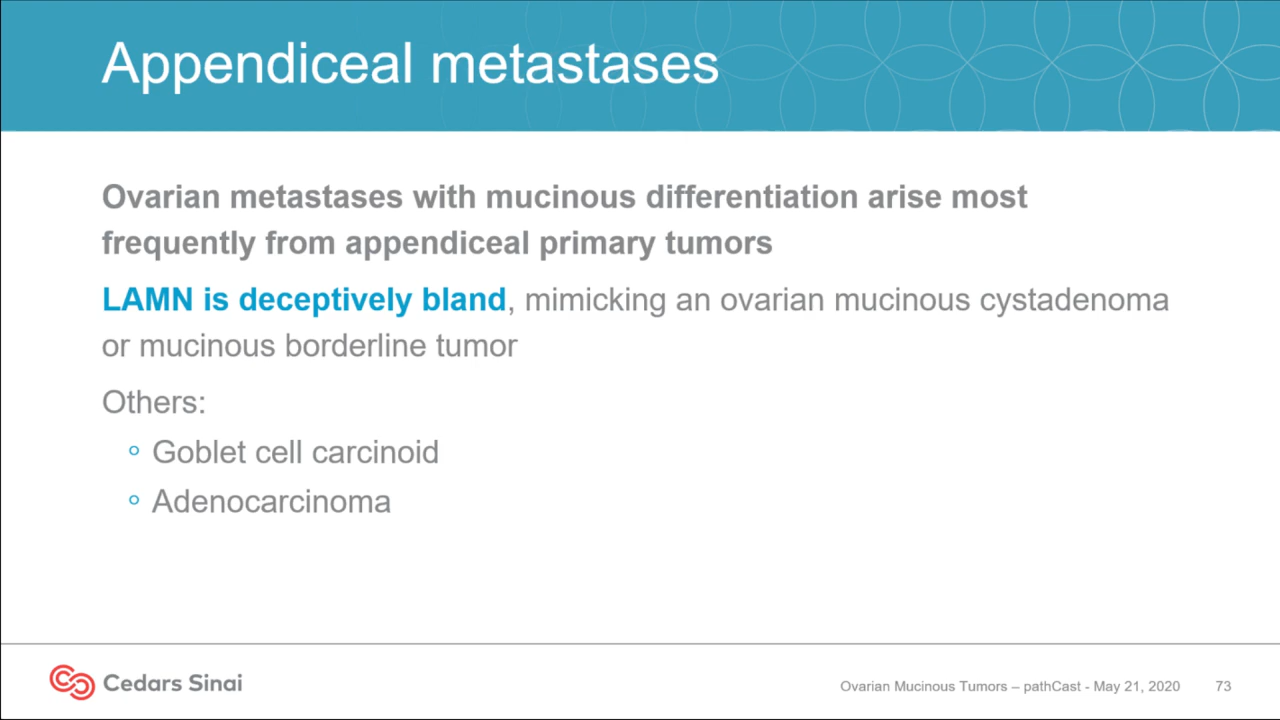 Appendiceal metastases
Ovarian metastases with mucinous differentiation arise most
frequently from appendiceal primary tumors
LAMN is deceptively bland, mimicking an ovarian mucinous cystadenoma
or mucinous borderline tumor
Others:
Goblet cell carcinoid
Adenocarcinoma
Cedars Sinai
Ovarian Mucinous Tumors – pathCast - May 21, 2020 73